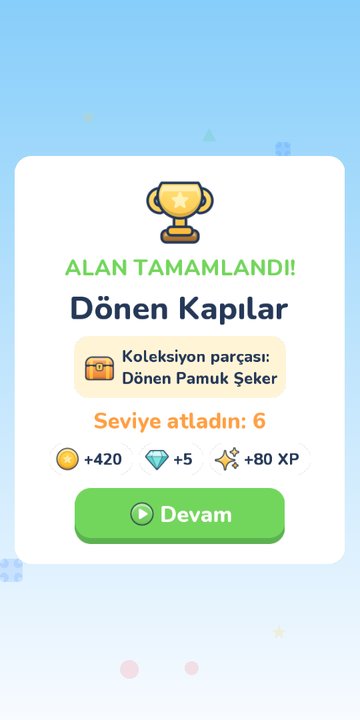 ALAN TAMAMLANDI!
Dönen Kapılar
Koleksiyon parçası:
Dönen Pamuk Şeker
Seviye atladın: 6
+420 +5 +80 XP
Devam